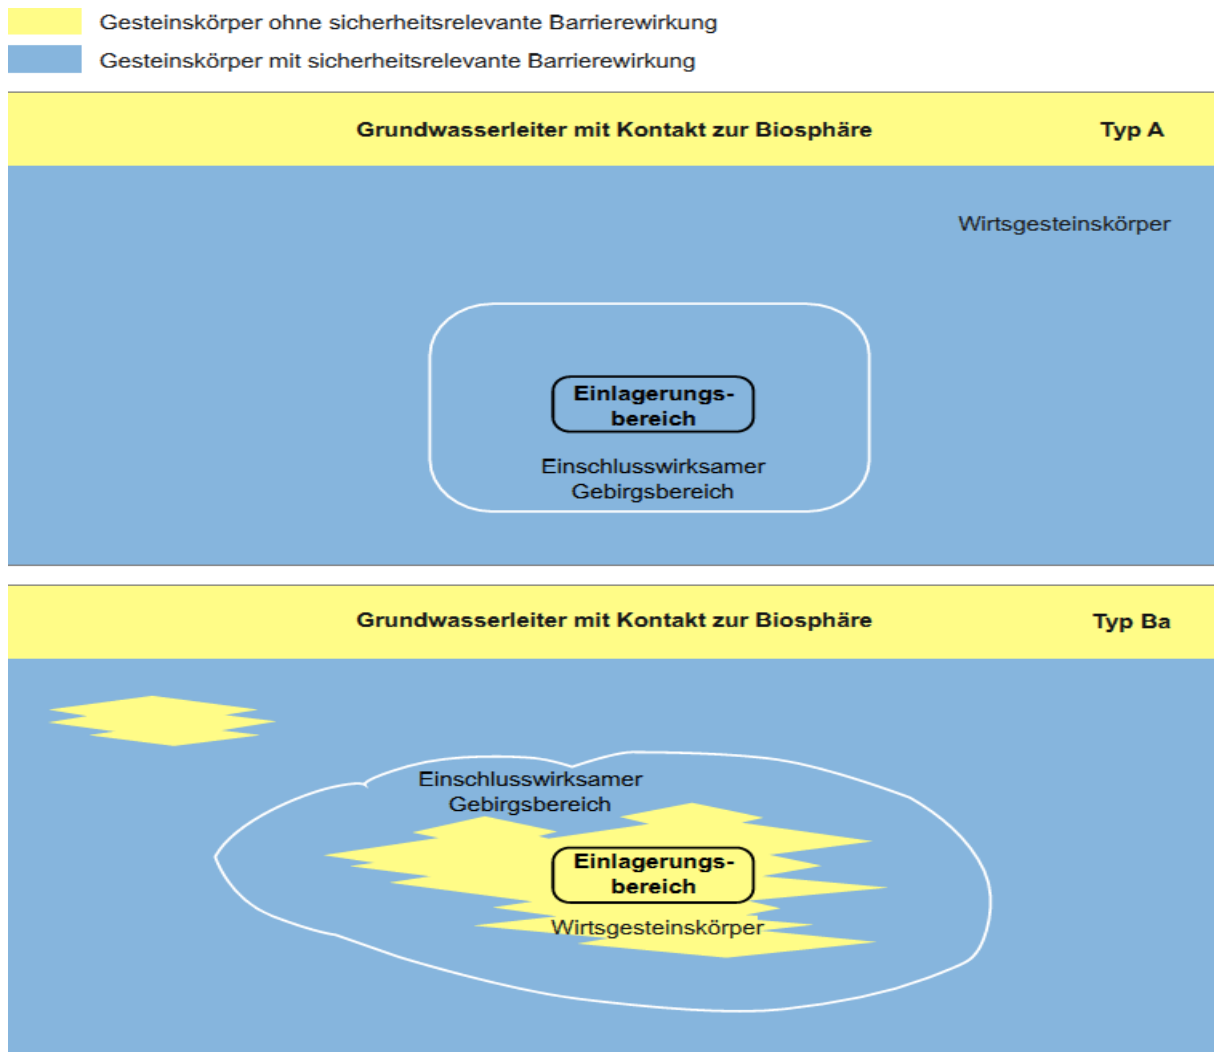 Gesteinskörper ohne sicherheitsrelevante Barrierewirkung
Gesteinskörper mit sicherheitsrelevante Barrierewirkung
Grundwasserleiter mit Kontakt zur Biosphäre
Typ A
Wirtsgesteinskörper
Einlagerungs-
bereich
Einschlusswirksamer
Gebirgsbereich
Grundwasserleiter mit Kontakt zur Biosphäre
Typ Ba
Einschlusswirksamer
Gebirgsbereich
Einlagerungs-
bereich
Wirtsgesteinskörper